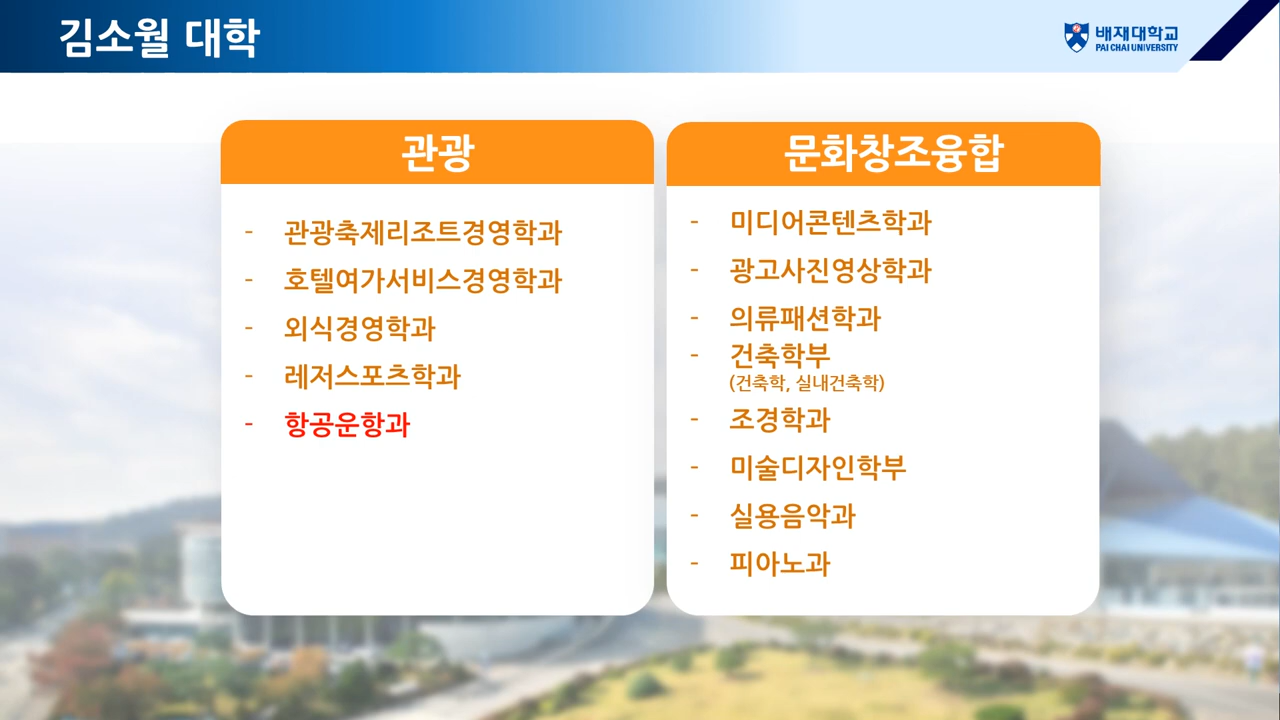 김소월 대학
배재대학교
PAI CHAI UNIVERSITY
관광
- 관광축제리조트경영학과
- 호텔여가서비스경영학과
- 외식경영학과
- 레저스포츠학과
- 항공운항과
문화창조융합
- 미디어콘텐츠학과
- 광고사진영상학과
- 의류패션학과
- 건축학부
(건축학, 실내건축학)
- 조경학과
- 미술디자인학부
- 실용음악과
- 피아노과